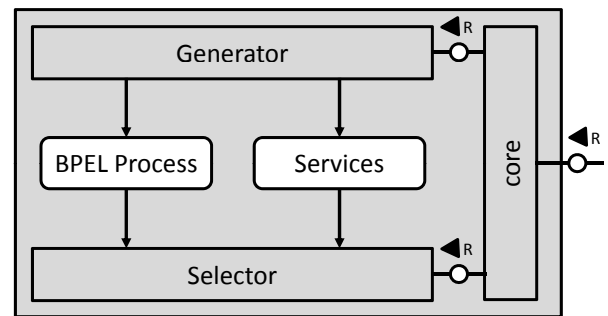 R
Generator
R
BPEL Process
Services
core
R
Selector